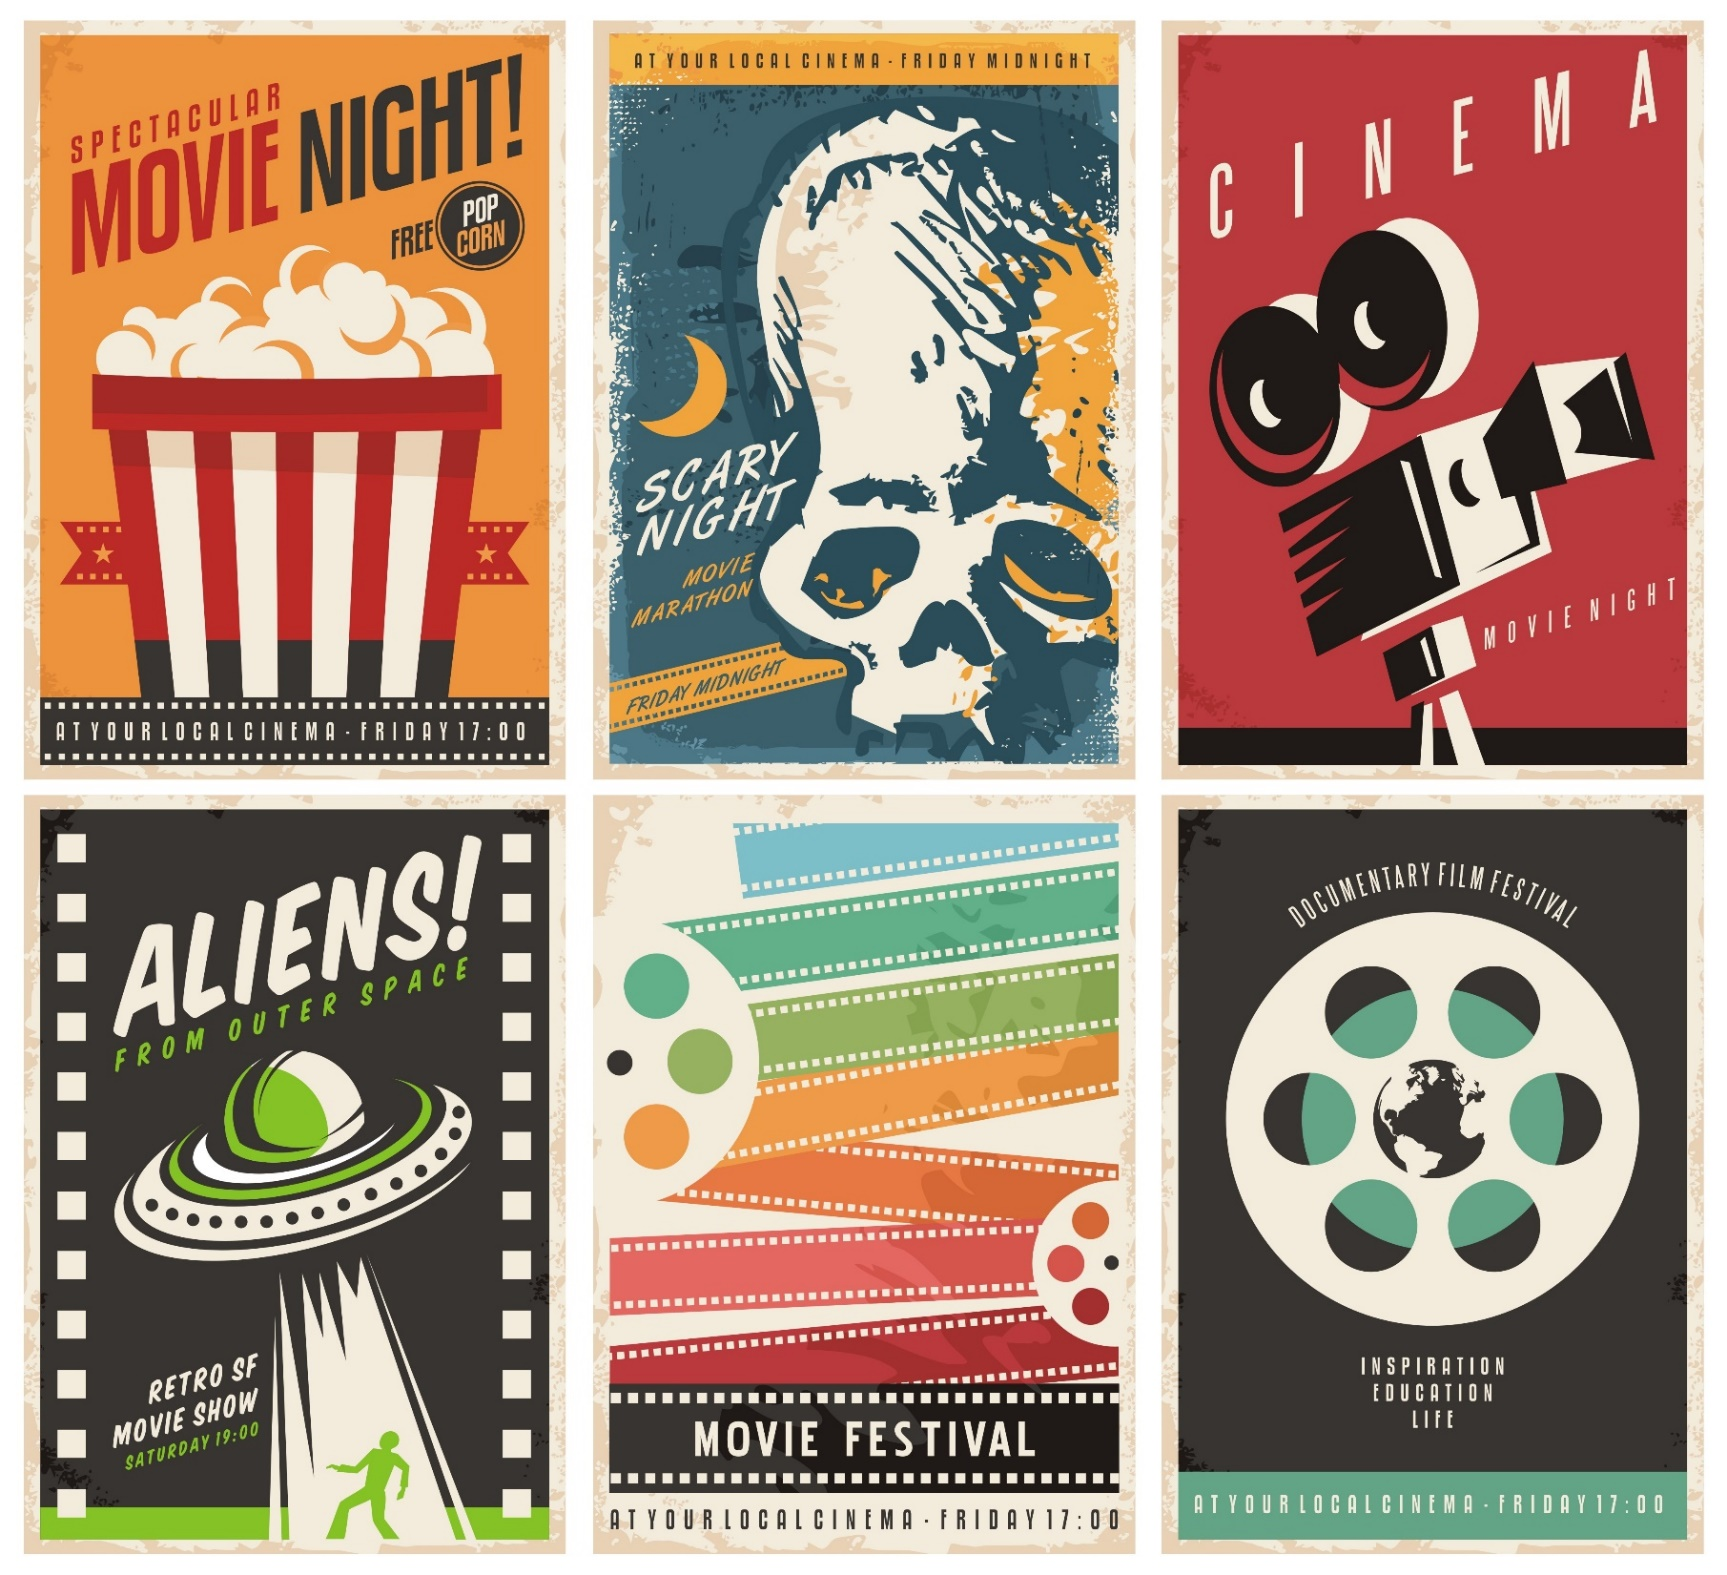 SPECTACULAR
MOVIE NIGHT!
FREE POP CORN
AT YOUR LOCAL CINEMA - FRIDAY 17:00
AT YOUR LOCAL CINEMA - FRIDAY MIDNIGHT
SCARY
NIGHT
MOVIE
MARATHON
FRIDAY MIDNIGHT
CINEMA
MOVIE NIGHT
ALIENS!
FROM OUTER SPACE
RETRO SF
MOVIE SHOW
SATURDAY 19:00
MOVIE FESTIVAL
AT YOUR LOCAL CINEMA - FRIDAY 17:00
DOCUMENTARY FILM FESTIVAL
INSPIRATION
EDUCATION
LIFE
AT YOUR LOCAL CINEMA - FRIDAY 17:00